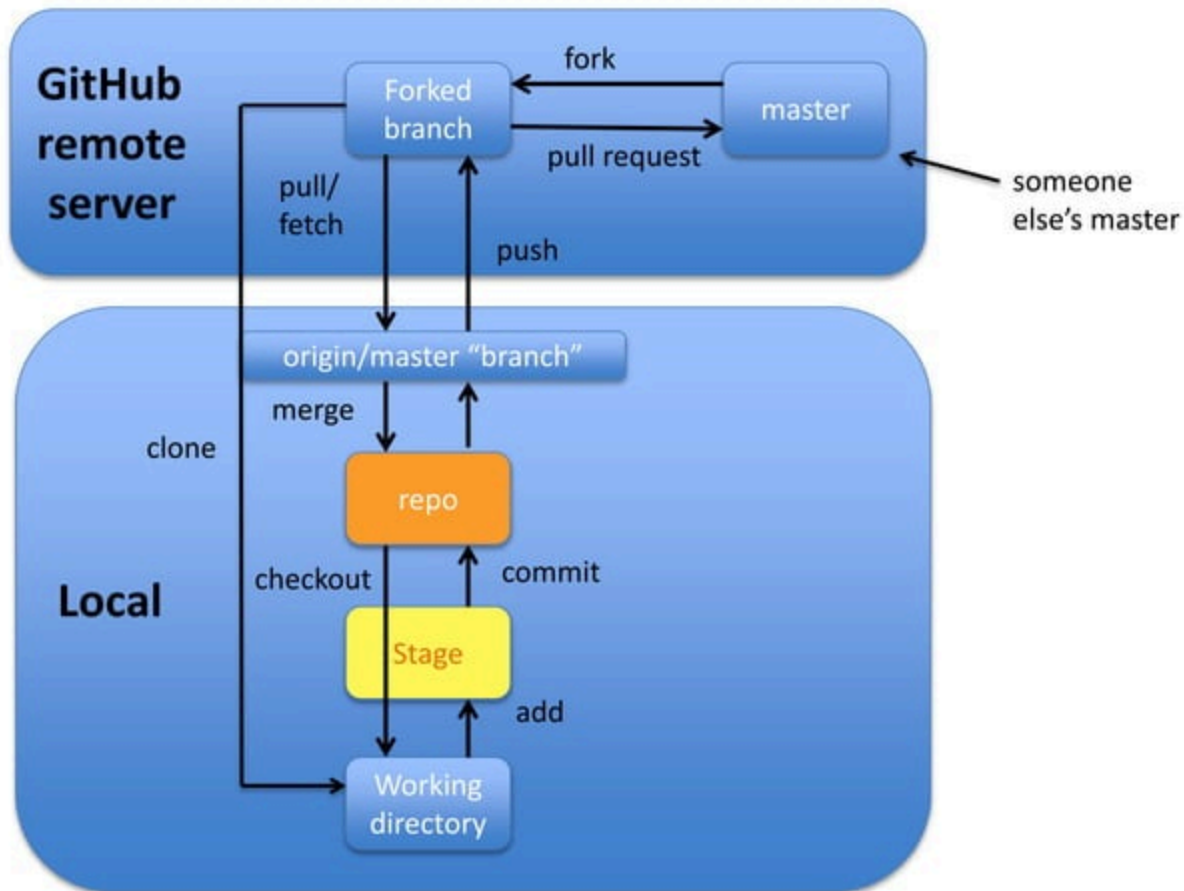 GitHub
remote
server
Forked
branch
fork
master
pull request
someone
else's master
pull/
fetch
push
origin/master “branch”
merge
clone
repo
checkout
commit
Local
Stage
add
Working
directory